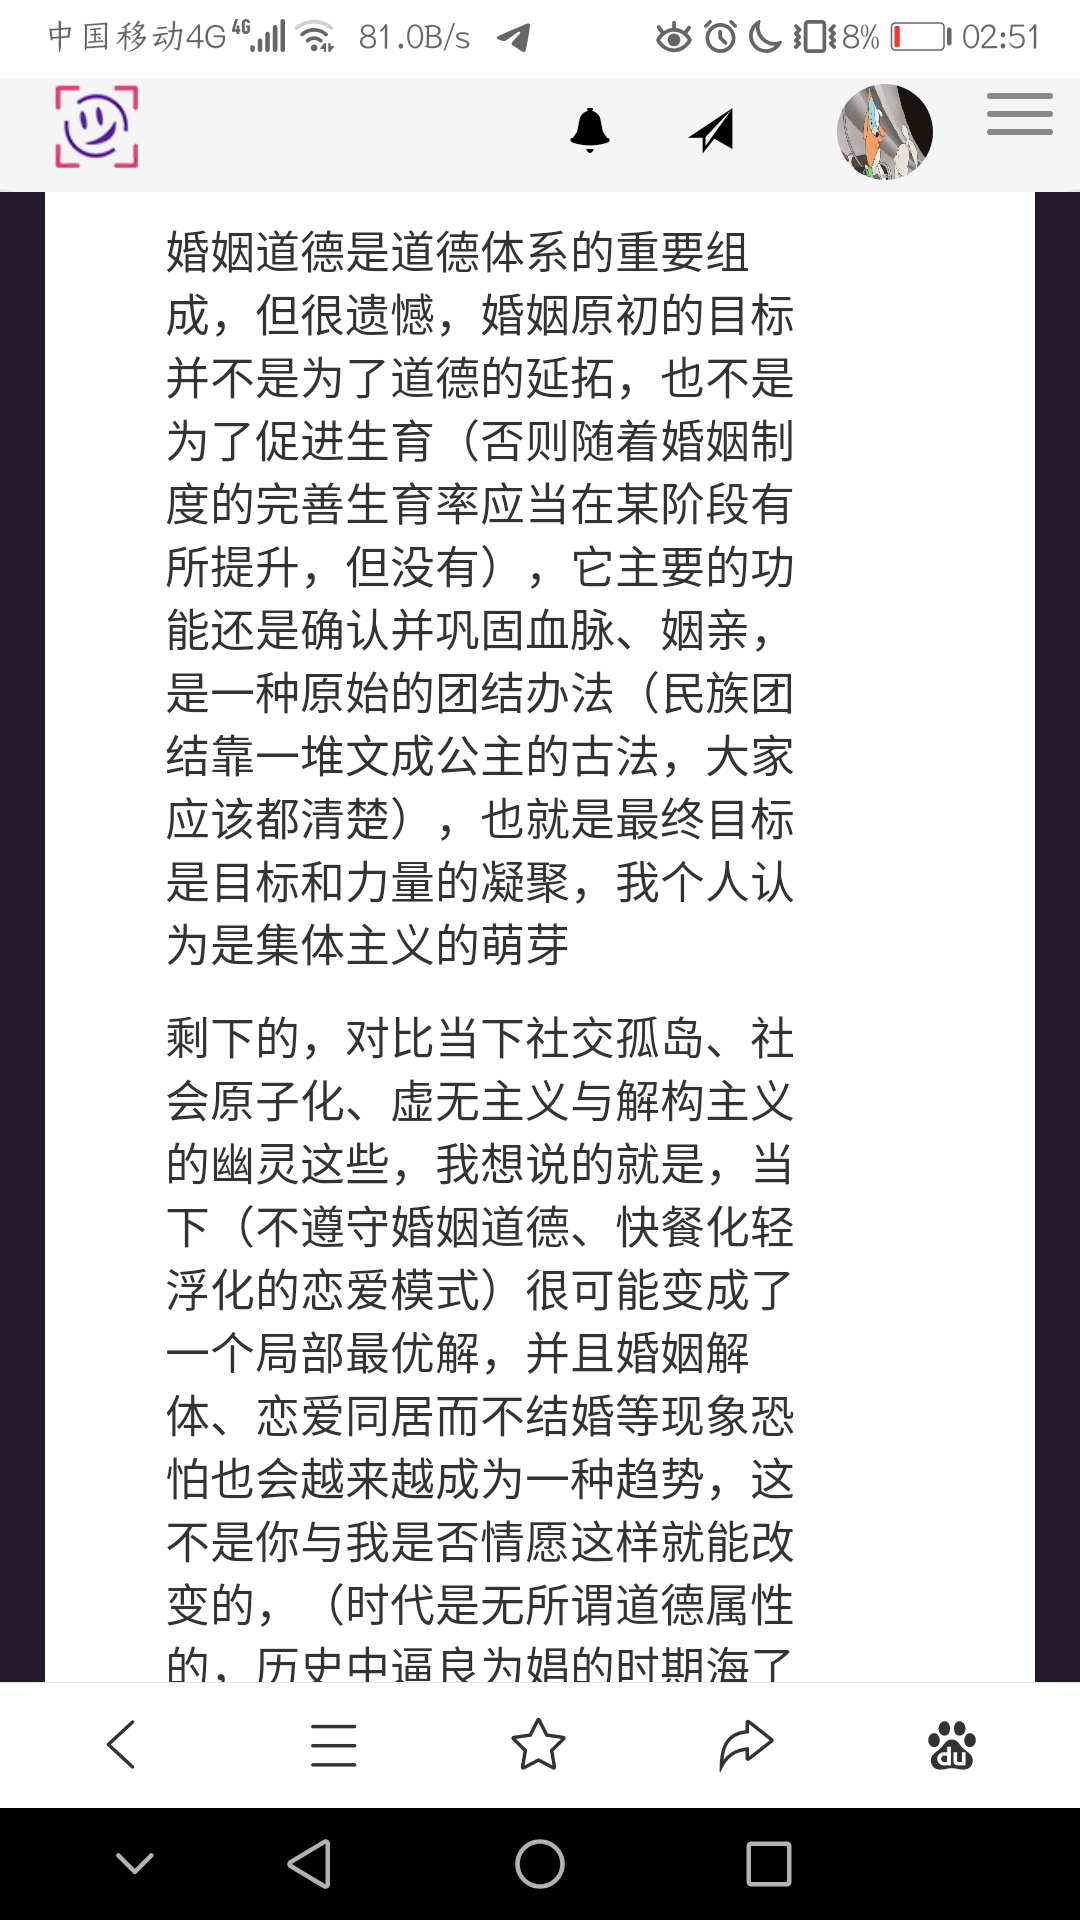 中国移动4G 4G 81.0B/s 8% 02:51
婚姻道德是道德体系的重要组
成，但很遗憾，婚姻原初的目标
并不是为了道德的延拓，也不是
为了促进生育（否则随着婚姻制
度的完善生育率应当在某阶段有
所提升，但没有），它主要的功
能还是确认并巩固血脉、姻亲，
是一种原始的团结办法（民族团
结靠一堆文成公主的古法，大家
应该都清楚），也就是最终目标
是目标和力量的凝聚，我个人认
为是集体主义的萌芽
剩下的，对比当下社交孤岛、社
会原子化、虚无主义与解构主义
的幽灵这些，我想说的就是，当
下（不遵守婚姻道德、快餐化轻
浮化的恋爱模式）很可能变成了
一个局部最优解，并且婚姻解
体、恋爱同居而不结婚等现象恐
怕也会越来越成为一种趋势，这
不是你与我是否情愿这样就能改
变的，（时代是无所谓道德属性
的，历史中逼良为娼的时期海了
du